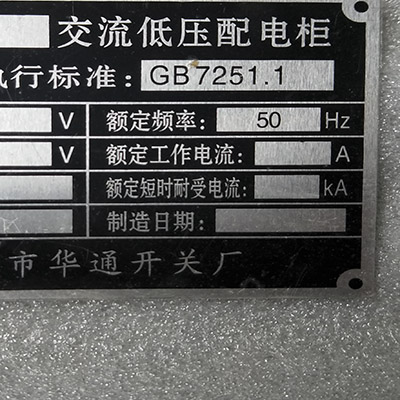 交流低压配电柜
执行标准: GB7251.1
V 额定频率: 50 Hz
V 额定工作电流: A
额定短时耐受电流: kA
K 制造日期:
市华通开关厂